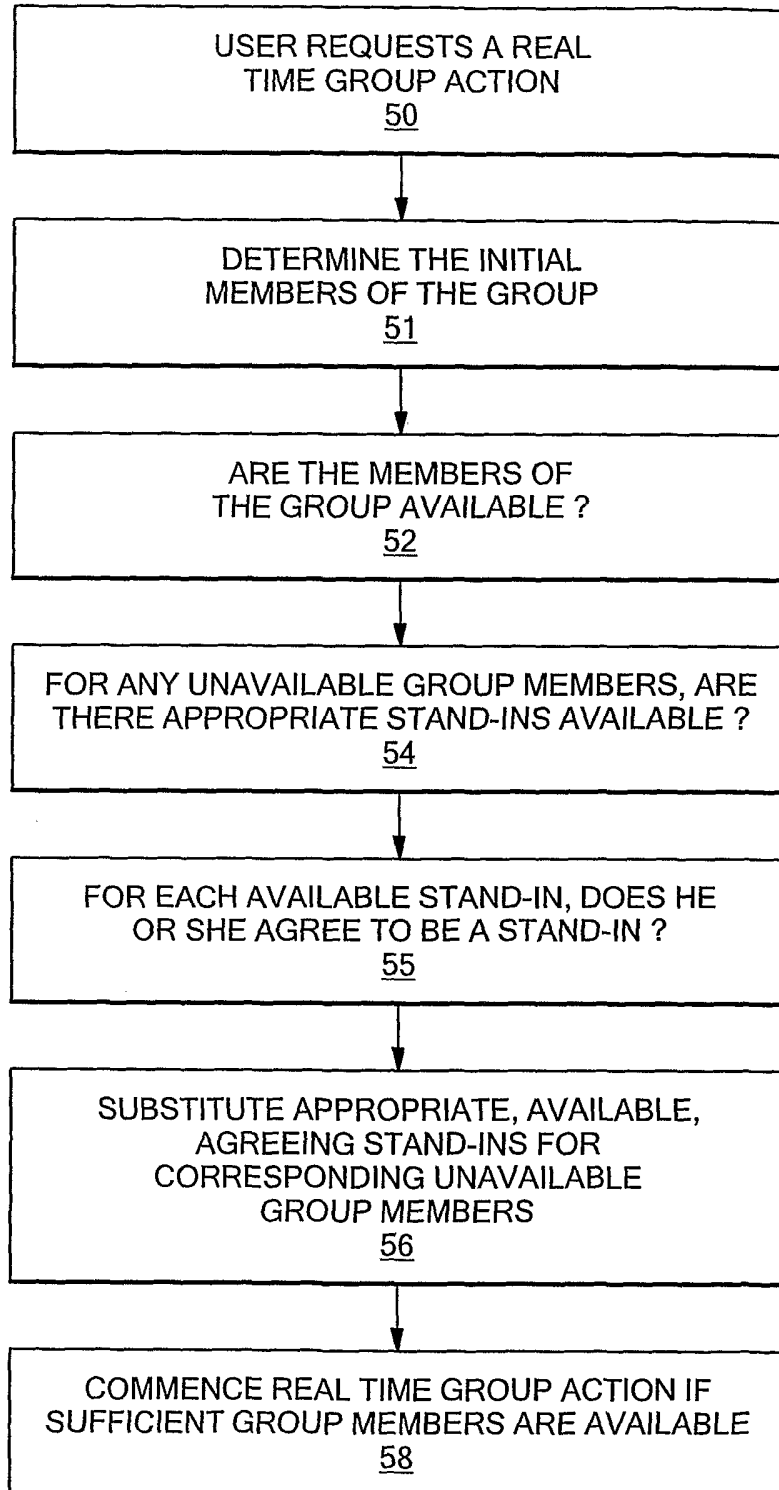 USER REQUESTS A REAL
TIME GROUP ACTION
50
DETERMINE THE INITIAL
MEMBERS OF THE GROUP
51
ARE THE MEMBERS OF
THE GROUP AVAILABLE ?
52
FOR ANY UNAVAILABLE GROUP MEMBERS, ARE
THERE APPROPRIATE STAND-INS AVAILABLE ?
54
FOR EACH AVAILABLE STAND-IN, DOES HE
OR SHE AGREE TO BE A STAND-IN ?
55
SUBSTITUTE APPROPRIATE, AVAILABLE,
AGREEING STAND-INS FOR
CORRESPONDING UNAVAILABLE
GROUP MEMBERS
56
COMMENCE REAL TIME GROUP ACTION IF
SUFFICIENT GROUP MEMBERS ARE AVAILABLE
58